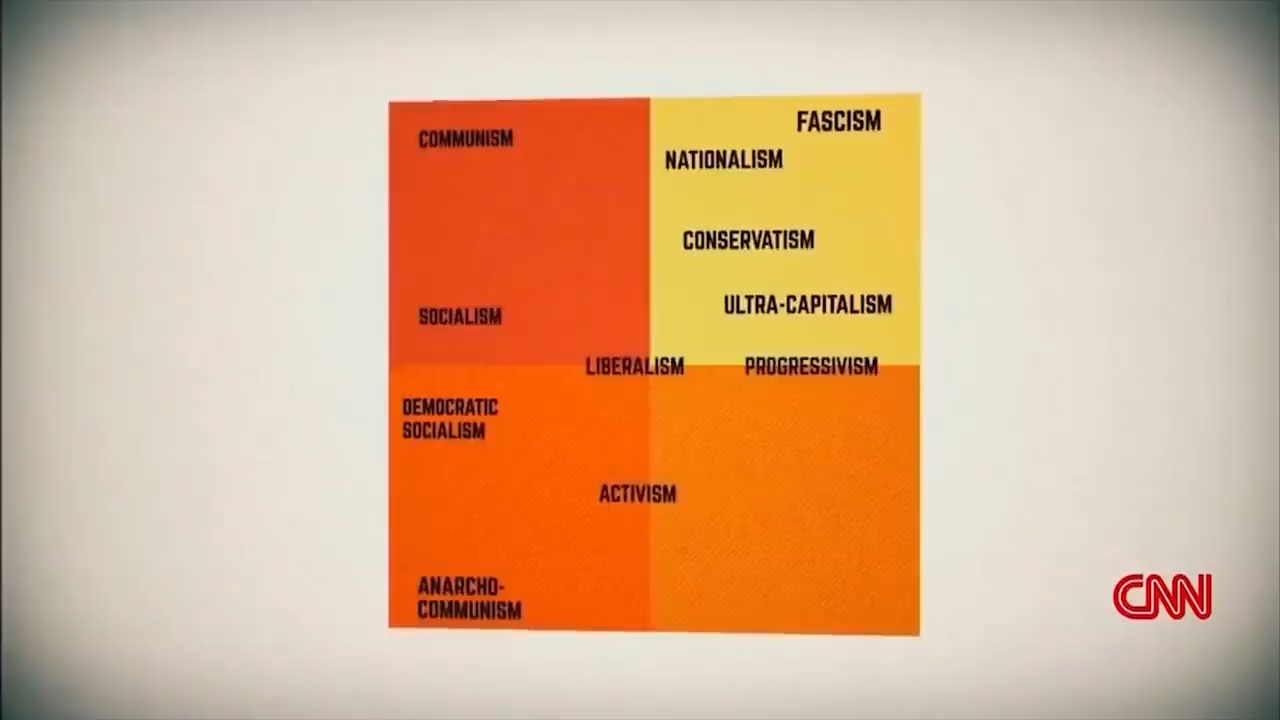 COMMUNISM
FASCISM
NATIONALISM
CONSERVATISM
ULTRA-CAPITALISM
SOCIALISM
LIBERALISM
PROGRESSIVISM
DEMOCRATIC
SOCIALISM
ACTIVISM
ANARCHO-
COMMUNISM
CNN